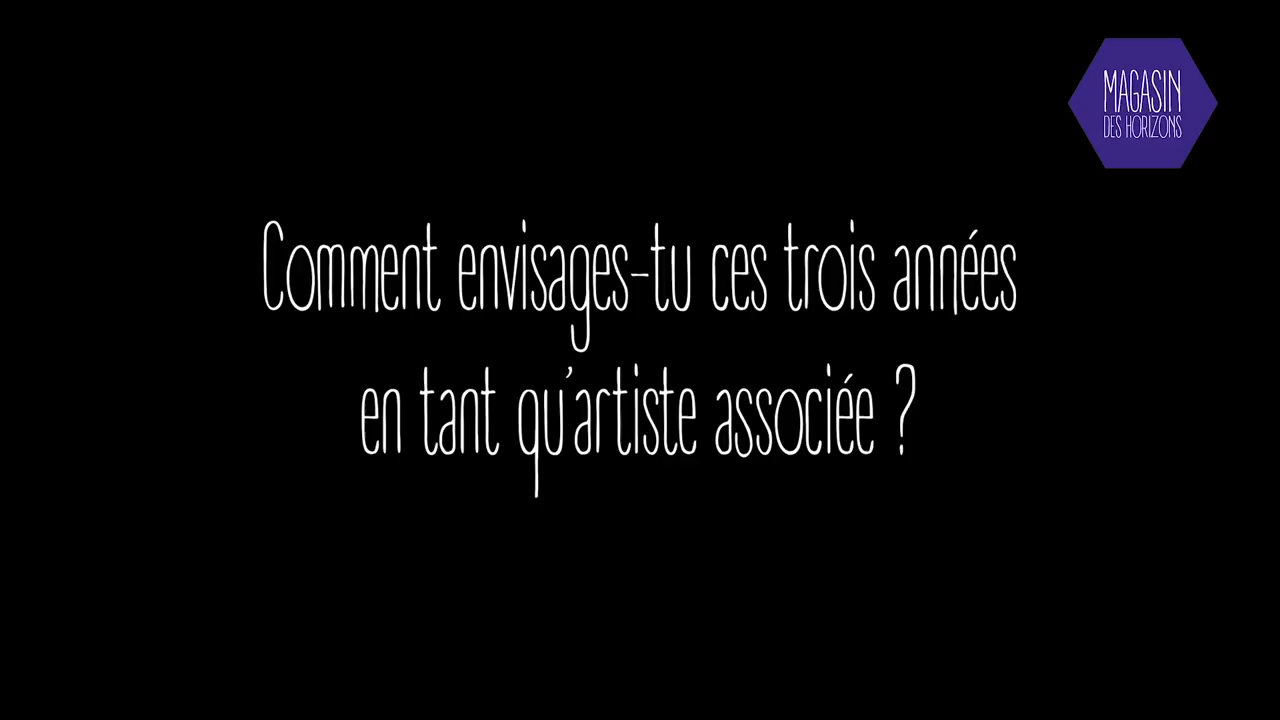 MAGASIN
DES HORIZONS
Comment envisages-tu ces trois années
en tant qu'artiste associée ?